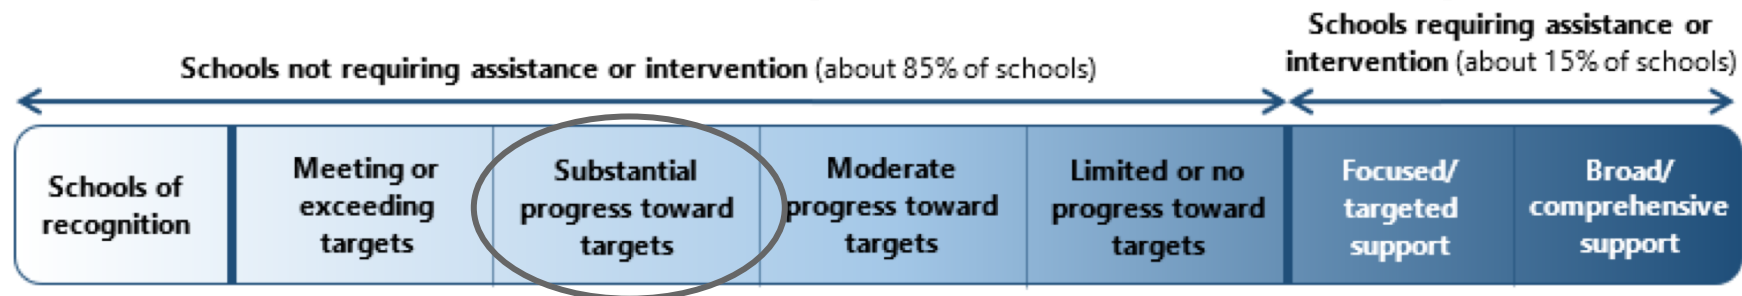 Schools not requiring assistance or intervention (about 85% of schools)
Schools requiring assistance or
intervention (about 15% of schools)
Schools of
recognition
Meeting or
exceeding
targets
Substantial
progress toward
targets
Moderate
progress toward
targets
Limited or no
progress toward
targets
Focused/
targeted
support
Broad/
comprehensive
support